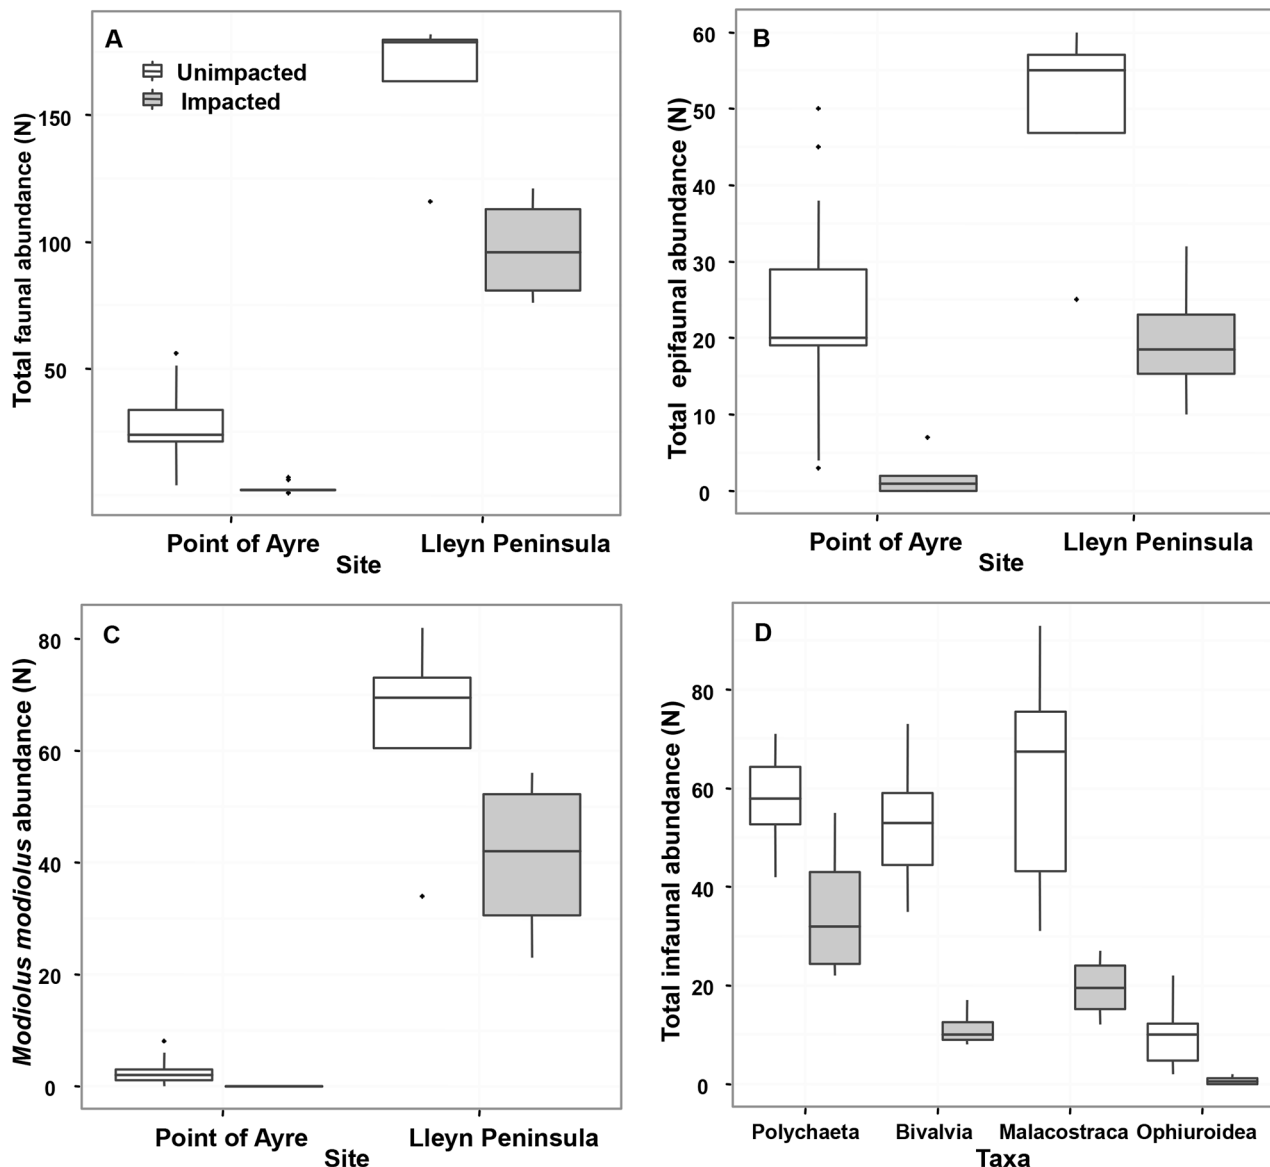 A
Unimpacted
Impacted
Total faunal abundance (N)
150
100
50
Point of Ayre
Lleyn Peninsula
Site
B
Total epifaunal abundance (N)
60
50
40
30
20
10
0
Point of Ayre
Lleyn Peninsula
Site
C
Modiolus modiolus abundance (N)
80
60
40
20
0
Point of Ayre
Lleyn Peninsula
Site
D
Total infaunal abundance (N)
80
60
40
20
0
Polychaeta
Bivalvia
Malacostraca
Ophiuroidea
Taxa